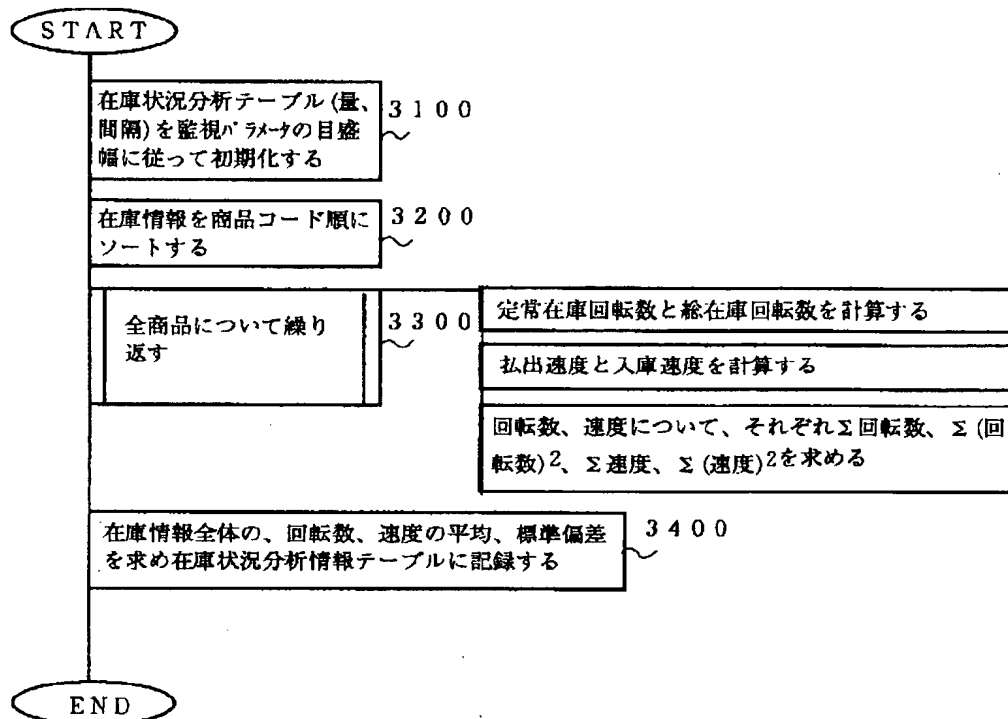 START
在庫状況分析テーブル(量、
間隔)を監視パラメータの目盛
幅に従って初期化する
3100
在庫情報を商品コード順に
ソートする
3200
全商品について繰り
返す
3300
定常在庫回転数と総在庫回転数を計算する
払出速度と入庫速度を計算する
回転数、速度について、それぞれΣ回転数、Σ(回
転数)2、Σ速度、Σ(速度)2を求める
在庫情報全体の、回転数、速度の平均、標準偏差
を求め在庫状況分析情報テーブルに記録する
3400
END